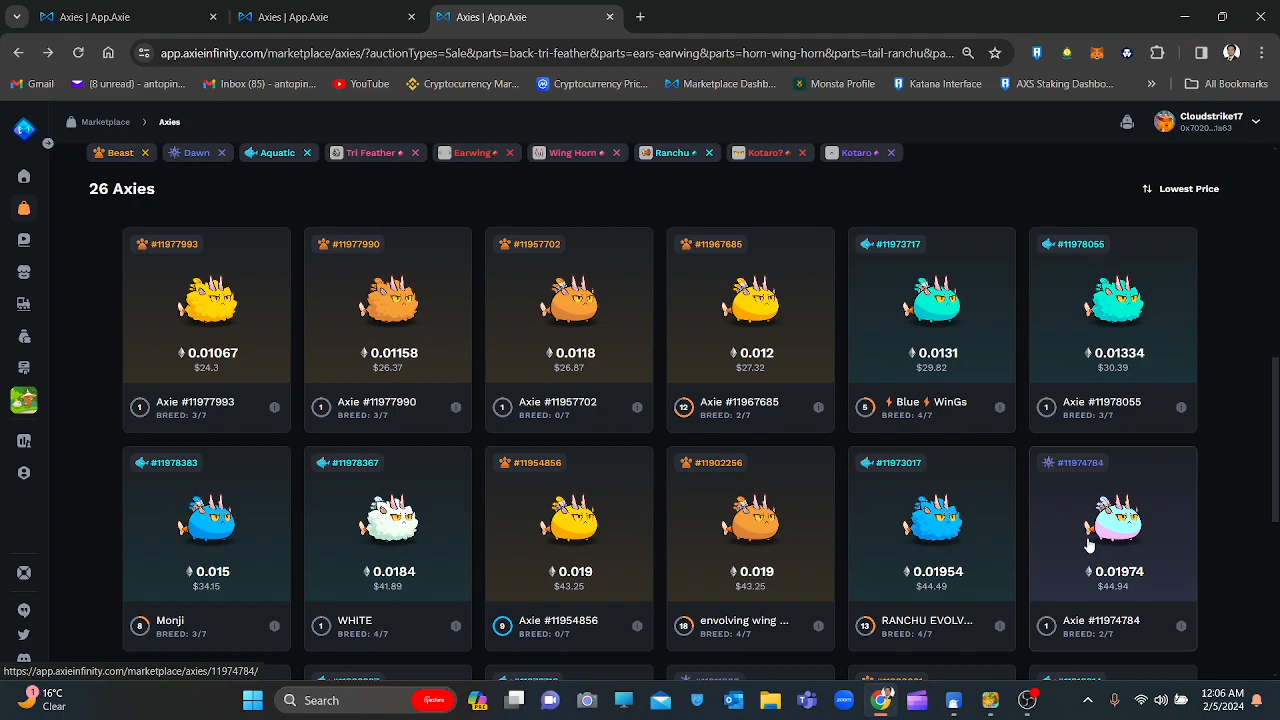 Axies | App.Axie
Axies | App.Axie
Axies | App.Axie
app.axieinfinity.com/marketplace/axies/?auctionTypes=Sale&parts=back-tri-feather&parts=ears-earwing&parts=horn-wing-horn&parts=tail-ranchu&pa...
Gmail
(8 unread) - antopin...
Inbox (85) - antopin...
YouTube
Cryptocurrency Mar...
Cryptocurrency Pric...
Marketplace Dashb...
Monsta Profile
Katana Interface
AXS Staking Dashbo...
All Bookmarks
Marketplace
Axies
Cloudstrike17
0x7020...1a63
Beast
Dawn
Aquatic
Tri Feather
Earwing
Wing Horn
Ranchu
Kotaro?
Kotaro
26 Axies
Lowest Price
#11977993
#11977990
#11957702
#11967685
#11973717
#11978055
0.01067
0.01158
0.0118
0.012
0.0131
0.01334
$24.3
$26.37
$26.87
$27.32
$29.82
$30.39
1
Axie #11977993
BREED: 3/7
1
Axie #11977990
BREED: 3/7
1
Axie #11957702
BREED: 0/7
12
Axie #11967685
BREED: 2/7
5
Blue WinGs
BREED: 4/7
1
Axie #11978055
BREED: 3/7
#11978383
#11978367
#11954856
#11902256
#11973017
#11974784
0.015
0.0184
0.019
0.019
0.01954
0.01974
$34.15
$41.89
$43.25
$43.25
$44.49
$44.94
8
Monji
BREED: 3/7
1
WHITE
BREED: 4/7
9
Axie #11954856
BREED: 0/7
18
envolving wing ...
BREED: 4/7
13
RANCHU EVOLV...
BREED: 4/7
1
Axie #11974784
BREED: 2/7
https://app.axieinfinity.com/marketplace/axies/11974784/
1
16°C
Clear
Search
PRE
zoom
12:06 AM
2/5/2024